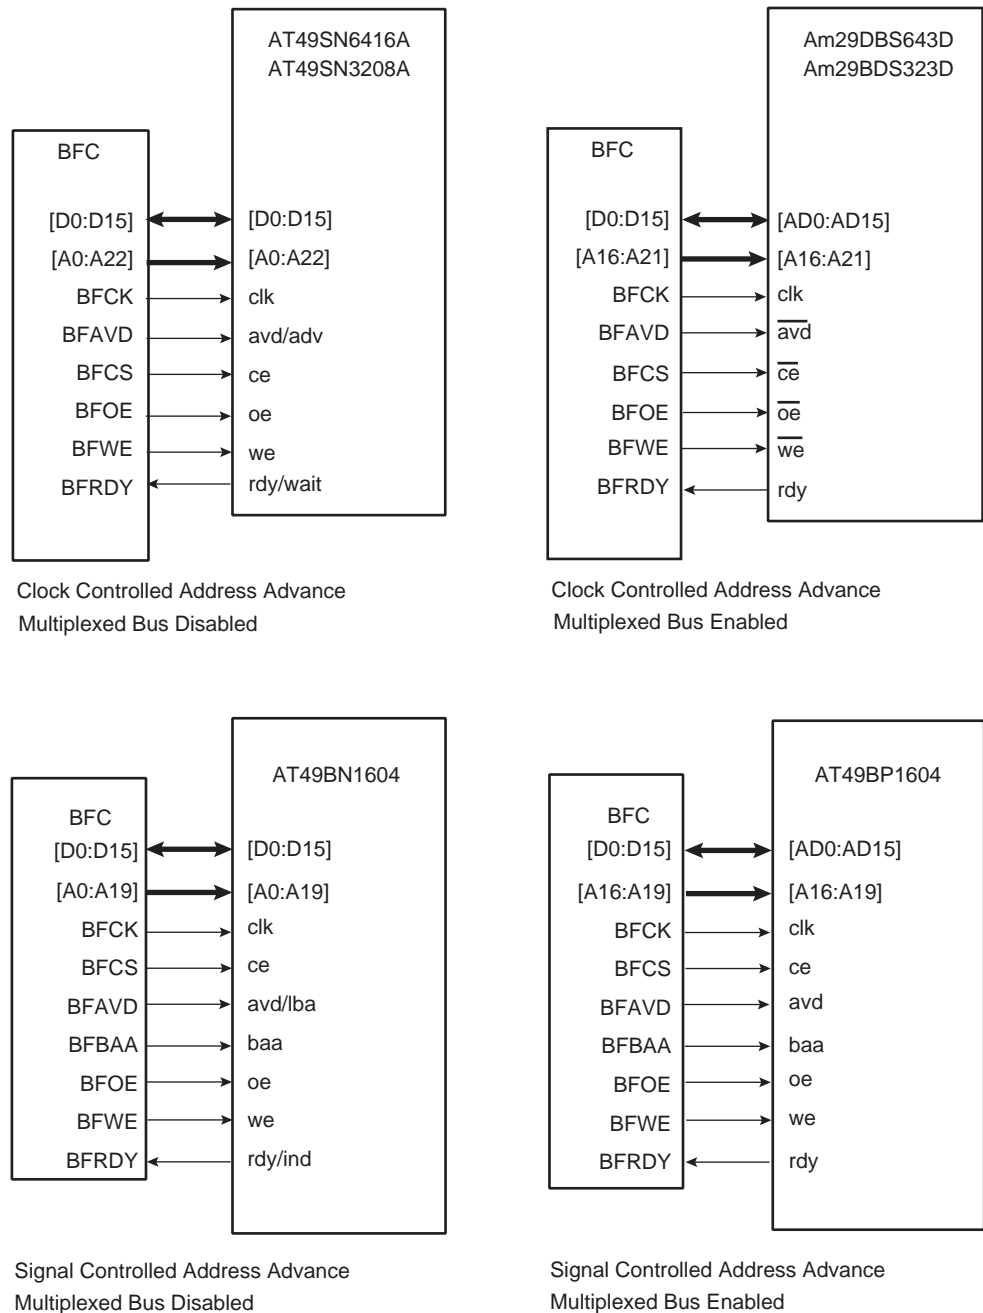 AT49SN6416A
AT49SN3208A
BFC
[D0:D15] [D0:D15]
[A0:A22] [A0:A22]
BFCK clk
BFAVD avd/adv
BFCS ce
BFOE oe
BFWE we
BFRDY rdy/wait
Clock Controlled Address Advance
Multiplexed Bus Disabled
Am29DBS643D
Am29BDS323D
BFC
[D0:D15] [AD0:AD15]
[A16:A21] [A16:A21]
BFCK clk
BFAVD avd
BFCS ce
BFOE oe
BFWE we
BFRDY rdy
Clock Controlled Address Advance
Multiplexed Bus Enabled
AT49BN1604
BFC
[D0:D15] [D0:D15]
[A0:A19] [A0:A19]
BFCK clk
BFCS ce
BFAVD avd/lba
BFBAA baa
BFOE oe
BFWE we
BFRDY rdy/ind
Signal Controlled Address Advance
Multiplexed Bus Disabled
AT49BP1604
BFC
[D0:D15] [AD0:AD15]
[A16:A19] [A16:A19]
BFCK clk
BFCS ce
BFAVD avd
BFBAA baa
BFOE oe
BFWE we
BFRDY rdy
Signal Controlled Address Advance
Multiplexed Bus Enabled